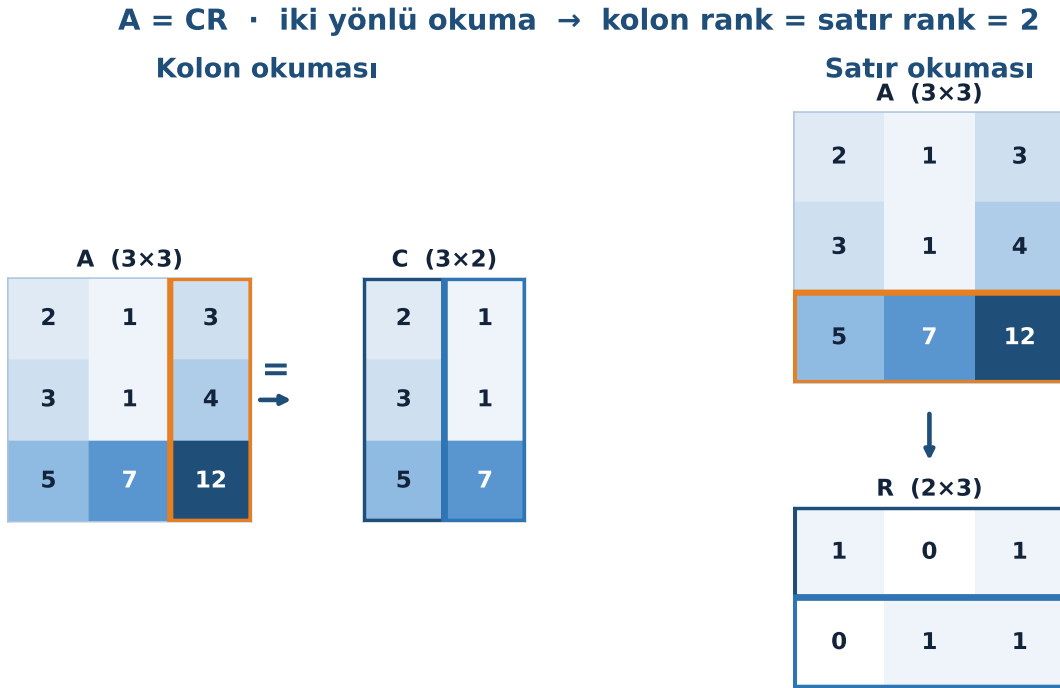 A = CR · iki yönlü okuma → kolon rank = satır rank = 2
Kolon okuması
A (3×3)
2 1 3
3 1 4
5 7 12
=
C (3×2)
2 1
3 1
5 7
Satır okuması
A (3×3)
2 1 3
3 1 4
5 7 12
R (2×3)
1 0 1
0 1 1